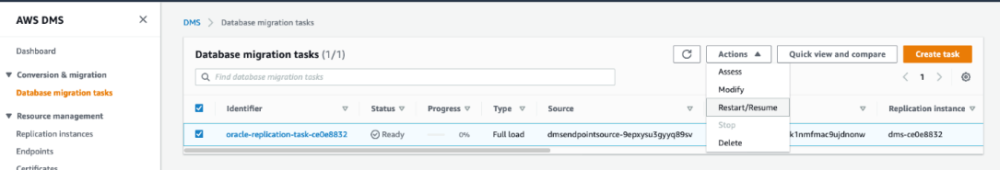 AWS DMS
Dashboard
Conversion & migration
Database migration tasks
Resource management
Replication instances
Endpoints
Certificates
DMS > Database migration tasks
Database migration tasks (1/1)
Actions
Quick view and compare
Create task
Find database migration tasks
1
Assess
Modify
Restart/Resume
Stop
Delete
Identifier Status Progress Type Source Replication instance
oracle-replication-task-ce0e8832 Ready 0% Full load dmsendpointsource-9epxysu3gyyq89sv k1nmfmac9ujdnonw dms-ce0e8832